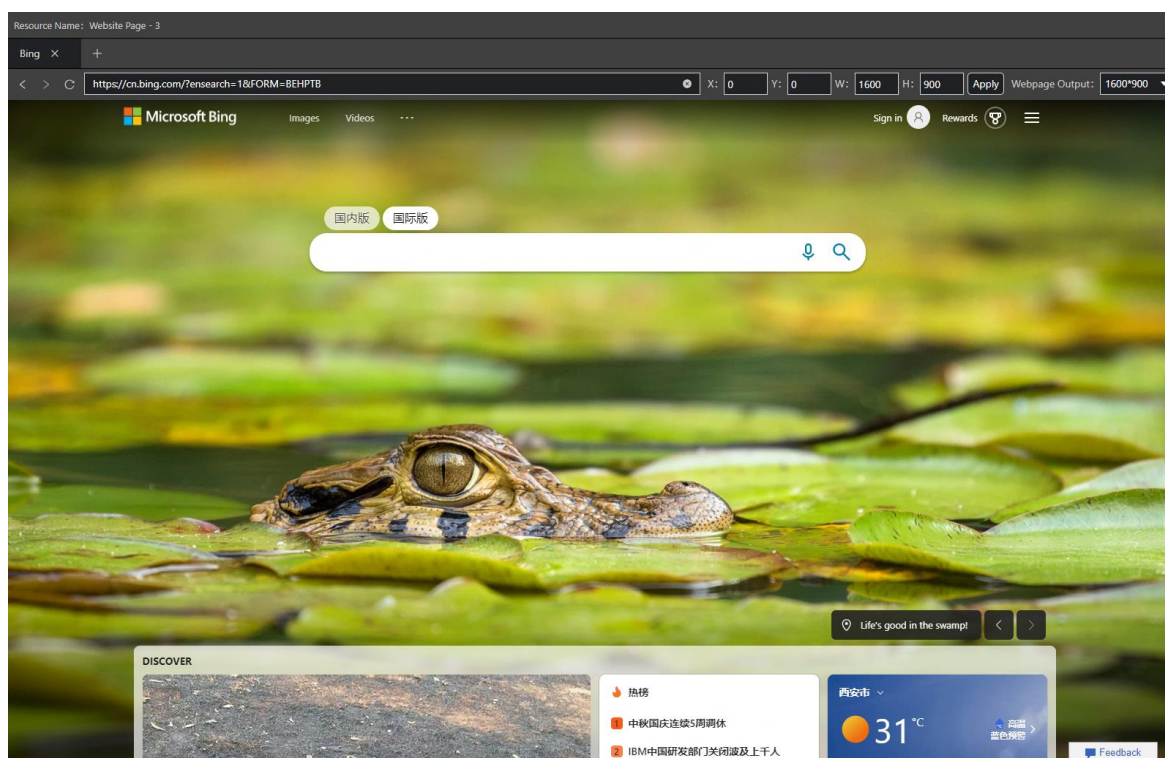 Resource Name: Website Page - 3
Bing
https://cn.bing.com/?ensearch=1&FORM=BEHPTB X: 0 Y: 0 W: 1600 H: 900 Apply Webpage Output: 1600*900
Microsoft Bing Images Videos ... Sign in Rewards
国内版 国际版
Life's good in the swamp!
DISCOVER
热榜
1 中秋国庆连续5周调休
2 IBM中国研发部门关闭波及上千人
西安市
31 °C
高温
蓝色预警
Feedback